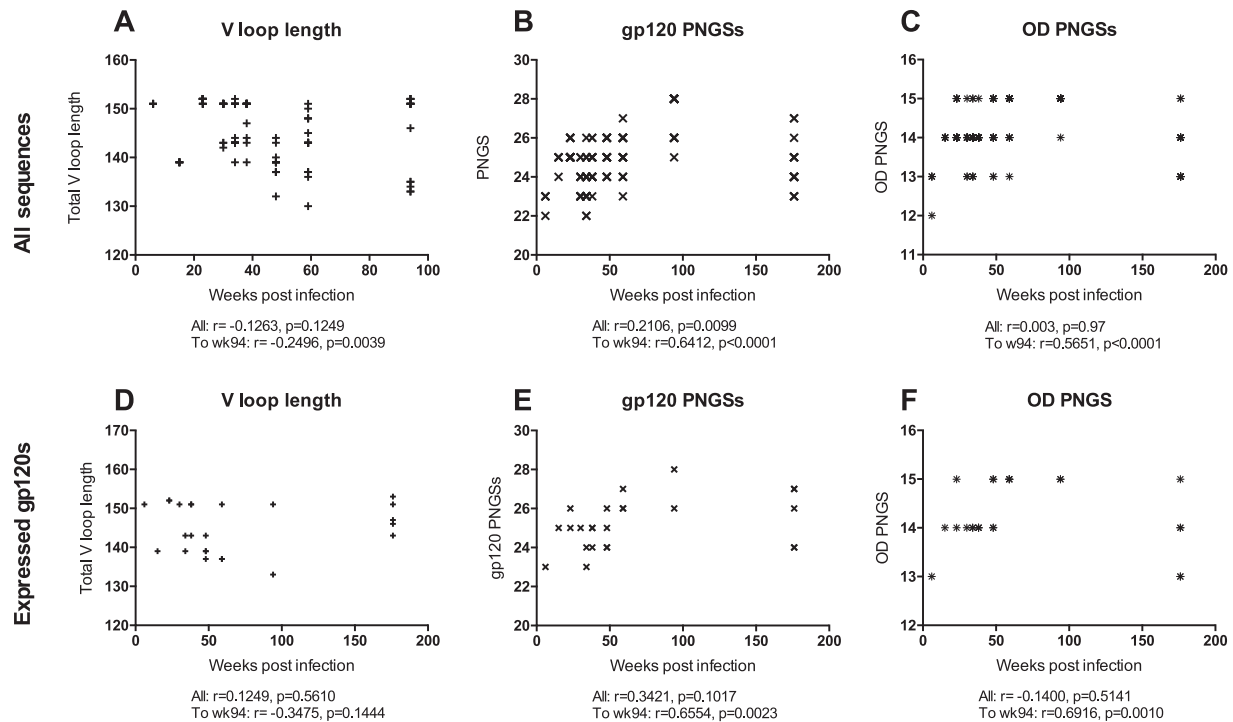 All sequences
A
V loop length
Total V loop length
160
150
140
130
120
0 20 40 60 80 100
Weeks post infection
All: r= -0.1263, p=0.1249
To wk94: r= -0.2496, p=0.0039
B
gp120 PNGSs
PNGS
30
28
26
24
22
20
0 50 100 150 200
Weeks post infection
All: r=0.2106, p=0.0099
To wk94: r=0.6412, p<0.0001
C
OD PNGSs
OD PNGS
16
15
14
13
12
11
0 50 100 150 200
Weeks post infection
All: r=0.003, p=0.97
To w94: r=0.5651, p<0.0001
Expressed gp120s
D
V loop length
Total V loop length
170
160
150
140
130
120
0 50 100 150 200
Weeks post infection
All: r=0.1249, p=0.5610
To wk94: r= -0.3475, p=0.1444
E
gp120 PNGSs
gp120 PNGSs
30
28
26
24
22
20
0 50 100 150 200
Weeks post infection
All: r=0.3421, p=0.1017
To wk94: r=0.6554, p=0.0023
F
OD PNGS
OD PNGS
16
15
14
13
12
0 50 100 150 200
Weeks post infection
All: r= -0.1400, p=0.5141
To wk94: r=0.6916, p=0.0010